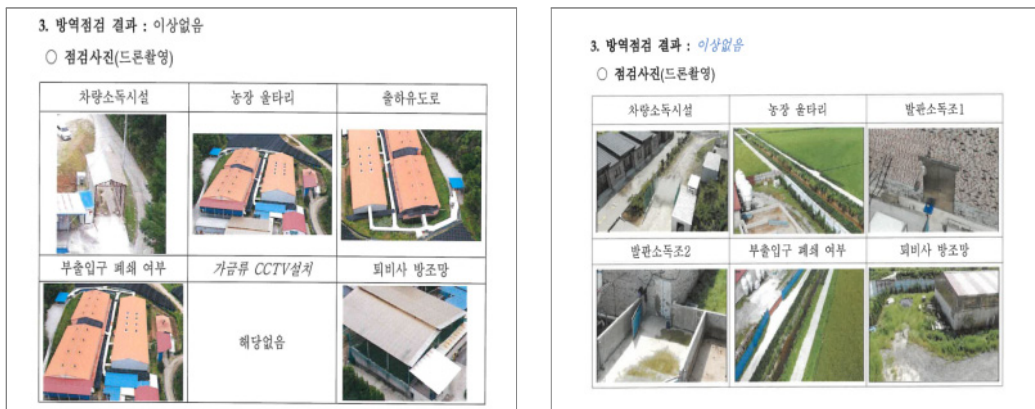 3. 방역점검 결과 : 이상없음
○ 점검사진(드론촬영)
차량소독시설 농장 울타리 출하유도로
부출입구 폐쇄 여부 가금류 CCTV설치 퇴비사 방조망
해당없음
3. 방역점검 결과 : 이상없음
○ 점검사진(드론촬영)
차량소독시설 농장 울타리 발판소독조1
발판소독조2 부출입구 폐쇄 여부 퇴비사 방조망